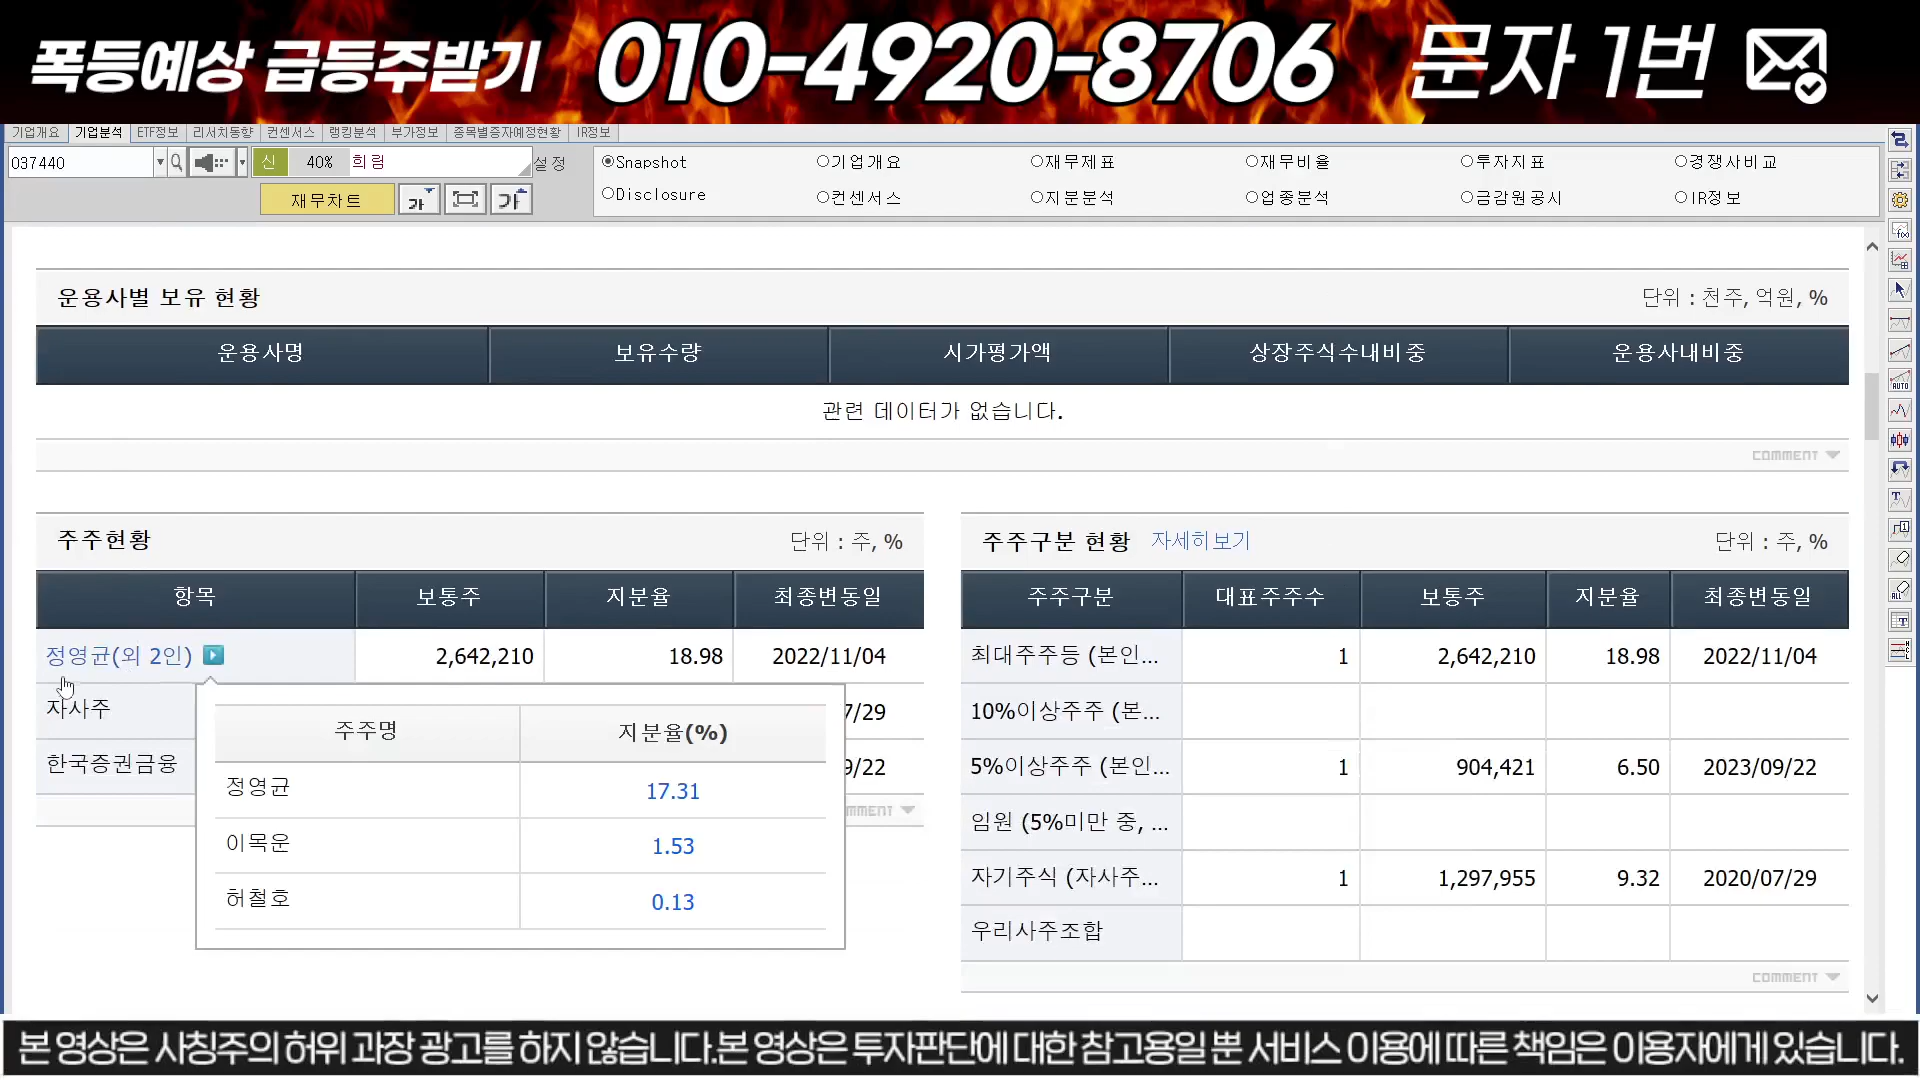 폭등예상 급등주받기 010-4920-8706 문자 1번
기업개요 기업분석 ETF정보 리서치동향 컨센서스 랭킹분석 부가정보 종목별증자예정현황 IR정보
037440 신 40% 희림 설정
Snapshot 기업개요 재무제표 재무비율 투자지표 경쟁사비교
재무차트 가 가
Disclosure 컨센서스 지분분석 업종분석 금감원공시 IR정보
운용사별 보유 현황 단위 : 천주, 억원, %
운용사명 보유수량 시가평가액 상장주식수내비중 운용사내비중
관련 데이터가 없습니다.
COMMENT
주주현황 단위 : 주, %
항목 보통주 지분율 최종변동일
정영균(외 2인) 2,642,210 18.98 2022/11/04
자사주 7/29
한국증권금융 9/22
MMENT
주주명 지분율(%)
정영균 17.31
이목운 1.53
허철호 0.13
주주구분 현황 자세히보기 단위 : 주, %
주주구분 대표주주수 보통주 지분율 최종변동일
최대주주등 (본인... 1 2,642,210 18.98 2022/11/04
10%이상주주 (본...
5%이상주주 (본인... 1 904,421 6.50 2023/09/22
임원 (5%미만 중, ...
자기주식 (자사주... 1 1,297,955 9.32 2020/07/29
우리사주조합
COMMENT
본 영상은 사칭주의 허위 과장 광고를 하지 않습니다.본 영상은 투자판단에 대한 참고용일 뿐 서비스 이용에 따른 책임은 이용자에게 있습니다.